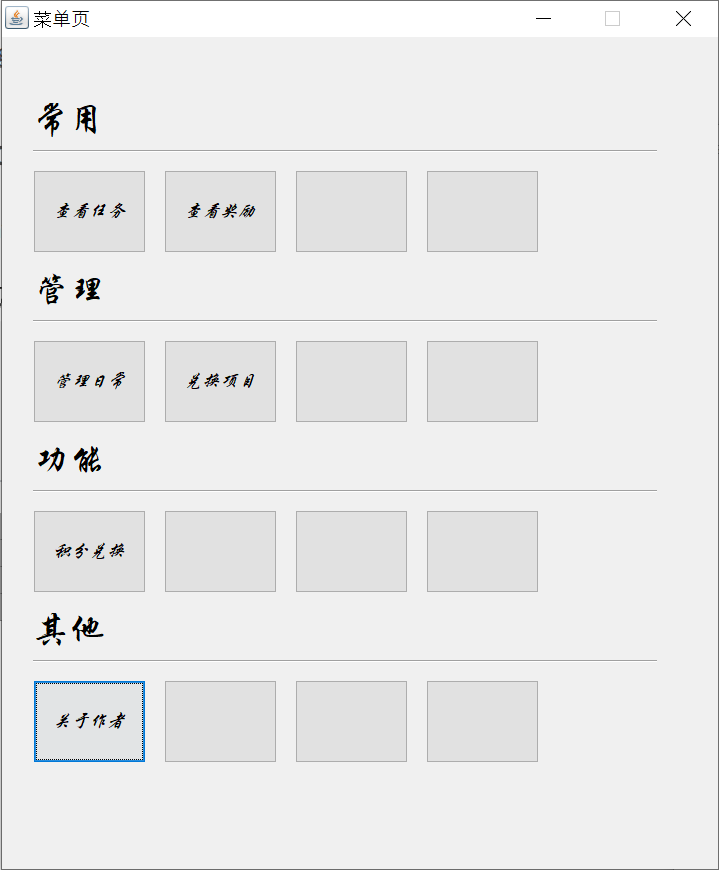 菜单页
常用
查看任务 查看奖励
管理
管理日常 兑换项目
功能
积分兑换
其他
关于作者